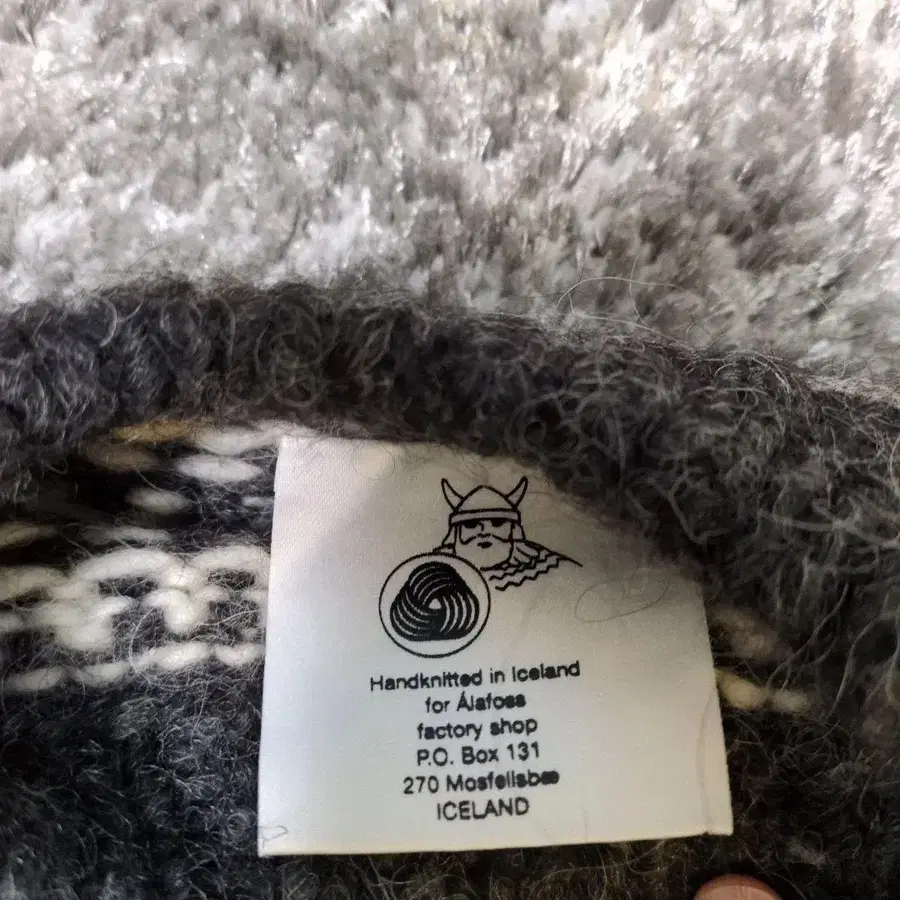 Handknitted in Iceland
for Álafoss
factory shop
P.O. Box 131
270 Mosfellsbæ
ICELAND